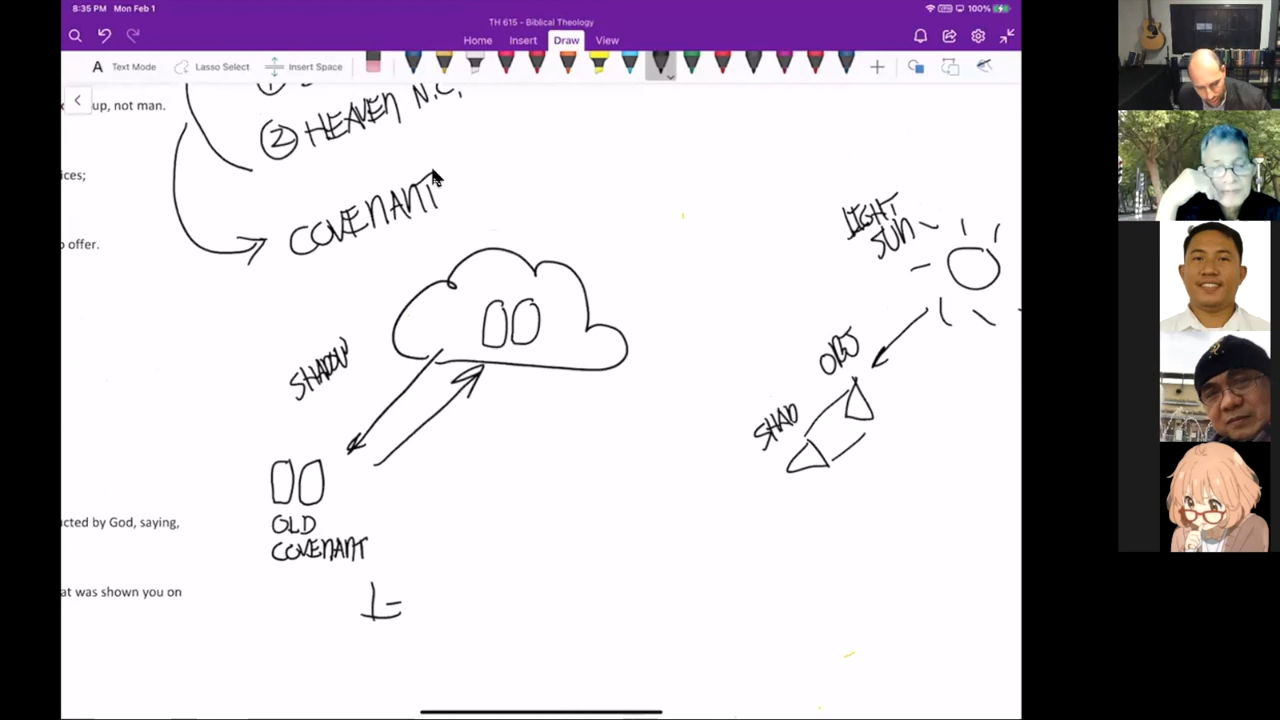 8:35 PM Mon Feb 1
100%
TH 615 - Biblical Theology
Home Insert Draw View
Text Mode Lasso Select Insert Space
up, not man.
② HEAVEN N.C.
ices;
COVENANT
o offer.
LIGHT
SUN
SHADOW
OBJ
SHAD
OLD
COVENANT
ucted by God, saying,
at was shown you on